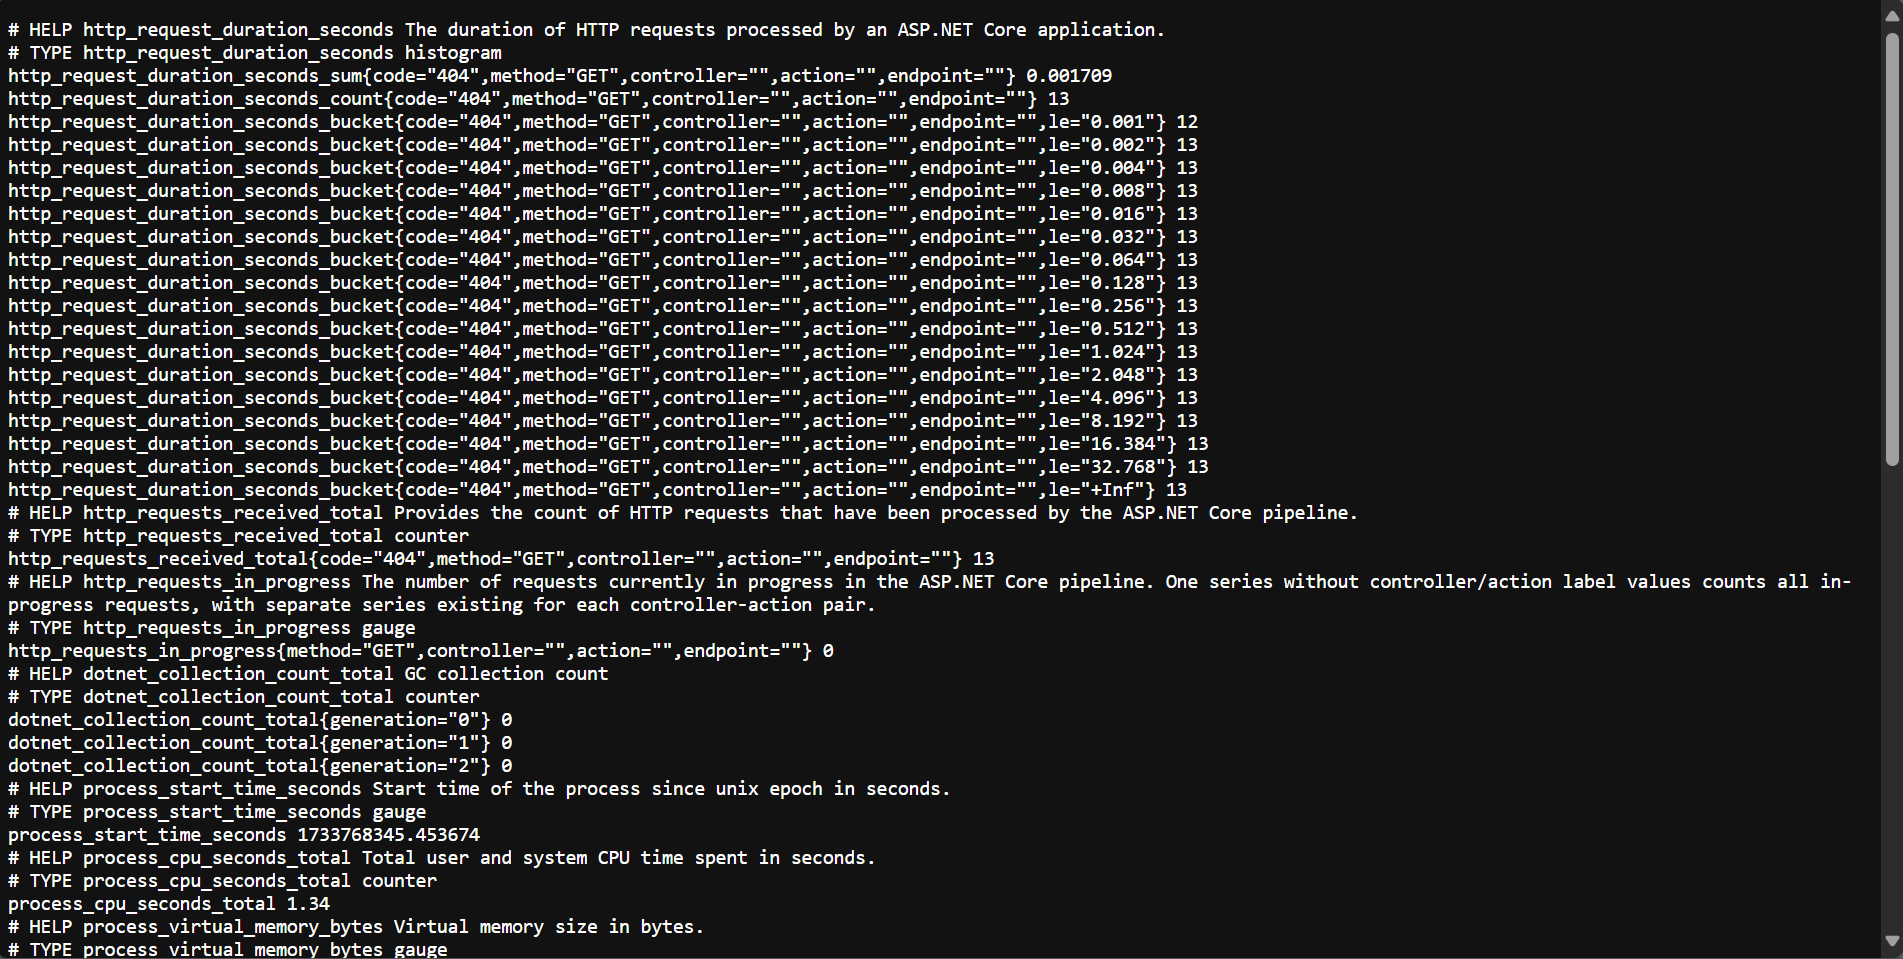 # HELP http_request_duration_seconds The duration of HTTP requests processed by an ASP.NET Core application.
# TYPE http_request_duration_seconds histogram
http_request_duration_seconds_sum{code="404",method="GET",controller="",action="",endpoint=""} 0.001709
http_request_duration_seconds_count{code="404",method="GET",controller="",action="",endpoint=""} 13
http_request_duration_seconds_bucket{code="404",method="GET",controller="",action="",endpoint="",le="0.001"} 12
http_request_duration_seconds_bucket{code="404",method="GET",controller="",action="",endpoint="",le="0.002"} 13
http_request_duration_seconds_bucket{code="404",method="GET",controller="",action="",endpoint="",le="0.004"} 13
http_request_duration_seconds_bucket{code="404",method="GET",controller="",action="",endpoint="",le="0.008"} 13
http_request_duration_seconds_bucket{code="404",method="GET",controller="",action="",endpoint="",le="0.016"} 13
http_request_duration_seconds_bucket{code="404",method="GET",controller="",action="",endpoint="",le="0.032"} 13
http_request_duration_seconds_bucket{code="404",method="GET",controller="",action="",endpoint="",le="0.064"} 13
http_request_duration_seconds_bucket{code="404",method="GET",controller="",action="",endpoint="",le="0.128"} 13
http_request_duration_seconds_bucket{code="404",method="GET",controller="",action="",endpoint="",le="0.256"} 13
http_request_duration_seconds_bucket{code="404",method="GET",controller="",action="",endpoint="",le="0.512"} 13
http_request_duration_seconds_bucket{code="404",method="GET",controller="",action="",endpoint="",le="1.024"} 13
http_request_duration_seconds_bucket{code="404",method="GET",controller="",action="",endpoint="",le="2.048"} 13
http_request_duration_seconds_bucket{code="404",method="GET",controller="",action="",endpoint="",le="4.096"} 13
http_request_duration_seconds_bucket{code="404",method="GET",controller="",action="",endpoint="",le="8.192"} 13
http_request_duration_seconds_bucket{code="404",method="GET",controller="",action="",endpoint="",le="16.384"} 13
http_request_duration_seconds_bucket{code="404",method="GET",controller="",action="",endpoint="",le="32.768"} 13
http_request_duration_seconds_bucket{code="404",method="GET",controller="",action="",endpoint="",le="+Inf"} 13
# HELP http_requests_received_total Provides the count of HTTP requests that have been processed by the ASP.NET Core pipeline.
# TYPE http_requests_received_total counter
http_requests_received_total{code="404",method="GET",controller="",action="",endpoint=""} 13
# HELP http_requests_in_progress The number of requests currently in progress in the ASP.NET Core pipeline. One series without controller/action label values counts all in-
progress requests, with separate series existing for each controller-action pair.
# TYPE http_requests_in_progress gauge
http_requests_in_progress{method="GET",controller="",action="",endpoint=""} 0
# HELP dotnet_collection_count_total GC collection count
# TYPE dotnet_collection_count_total counter
dotnet_collection_count_total{generation="0"} 0
dotnet_collection_count_total{generation="1"} 0
dotnet_collection_count_total{generation="2"} 0
# HELP process_start_time_seconds Start time of the process since unix epoch in seconds.
# TYPE process_start_time_seconds gauge
process_start_time_seconds 1733768345.453674
# HELP process_cpu_seconds_total Total user and system CPU time spent in seconds.
# TYPE process_cpu_seconds_total counter
process_cpu_seconds_total 1.34
# HELP process_virtual_memory_bytes Virtual memory size in bytes.
# TYPE process_virtual_memory_bytes gauge